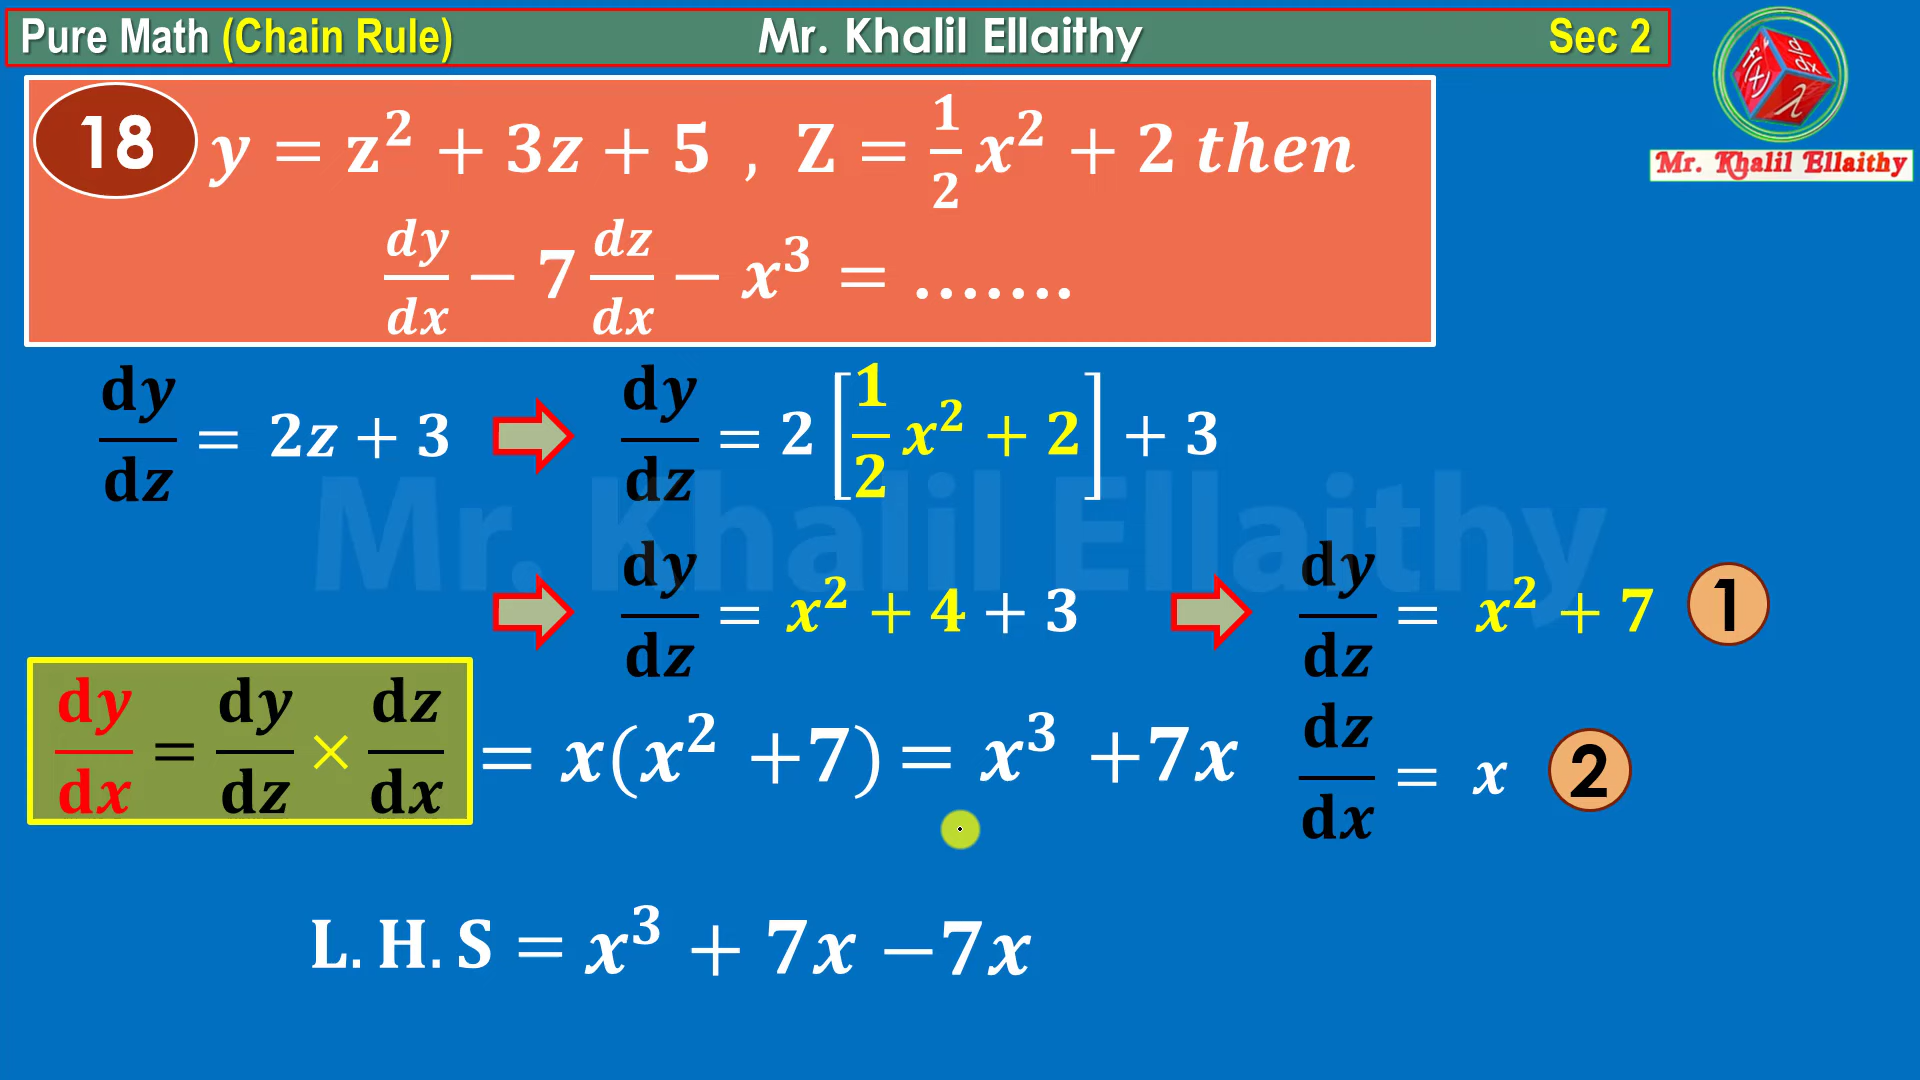 Pure Math (Chain Rule) Mr. Khalil Ellaithy Sec 2
f(x) d/dx λ
Mr. Khalil Ellaithy
18 y = z² + 3z + 5 , Z = 1/2 x² + 2 then
dy/dx − 7 dz/dx − x³ = .......
dy/dz = 2z + 3 dy/dz = 2[1/2 x² + 2] + 3
Mr. Khalil Ellaithy
dy/dz = x² + 4 + 3 dy/dz = x² + 7 1
dy/dx = dy/dz × dz/dx = x(x² +7) = x³ +7x dz/dx = x 2
L. H. S = x³ + 7x −7x